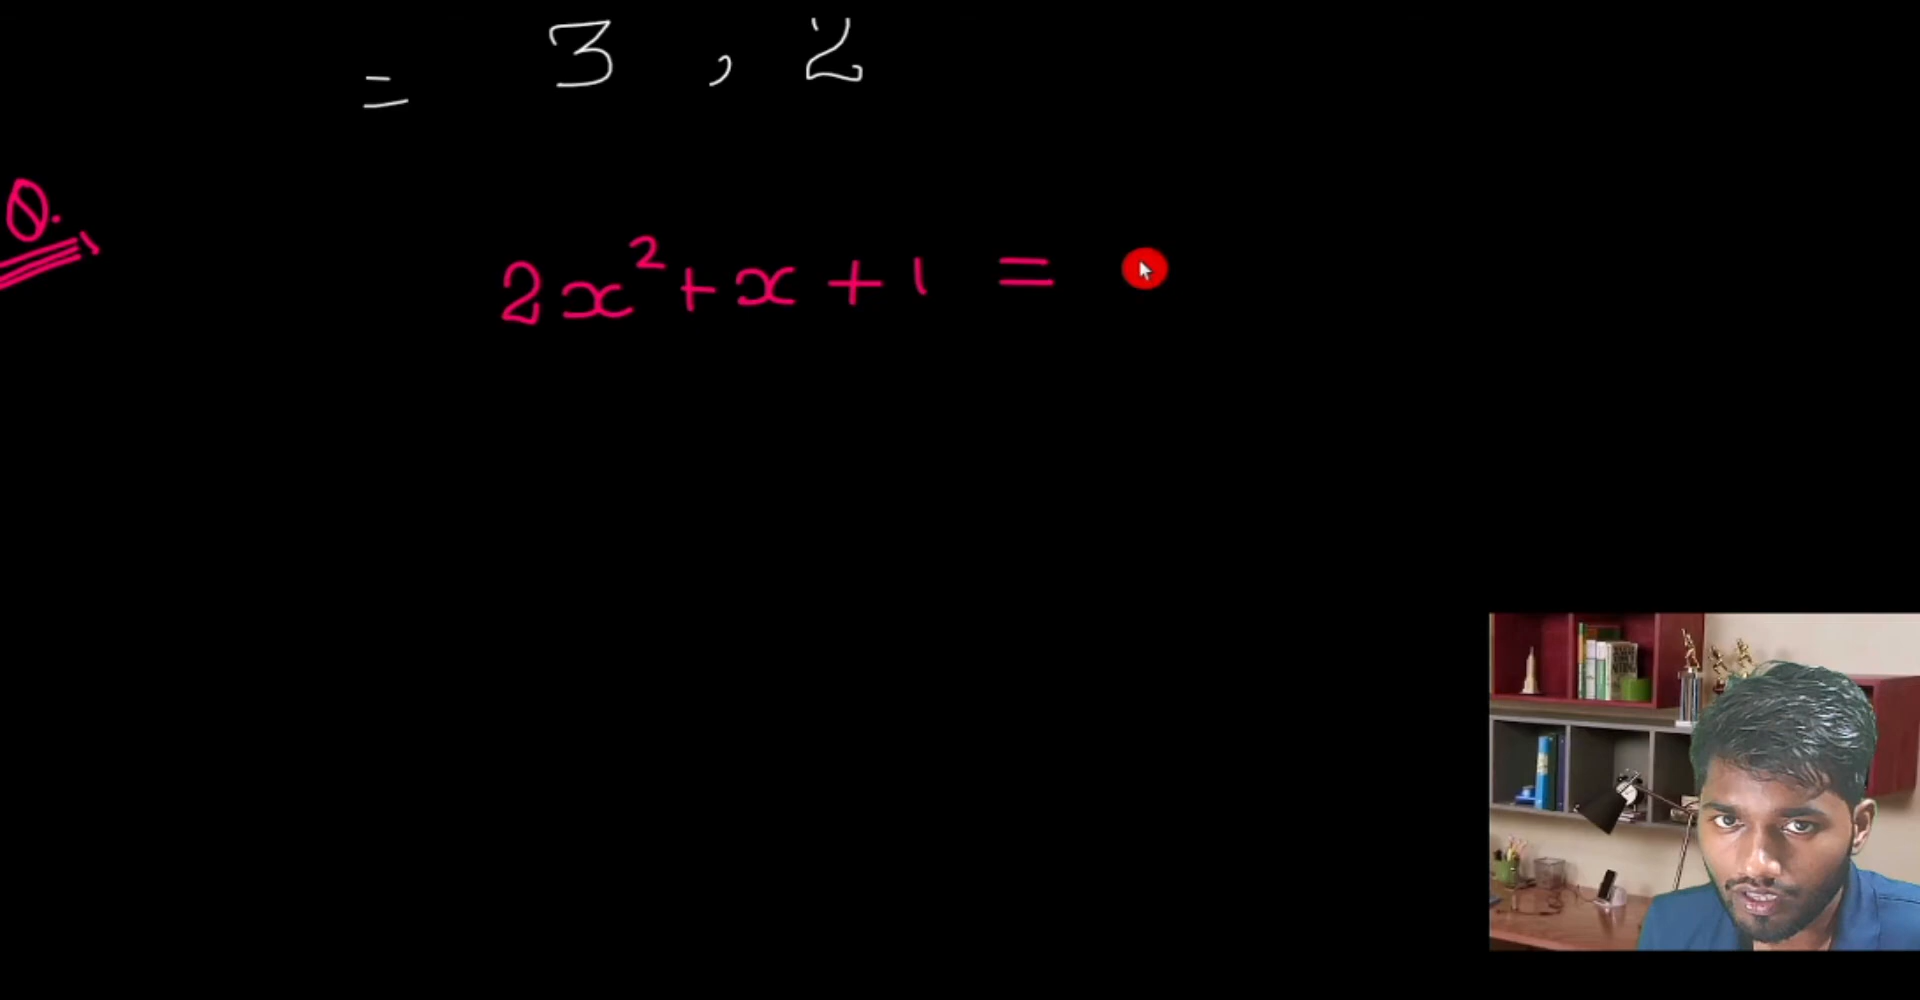 = 3 , 2
Q.
2x² + x + 1 =